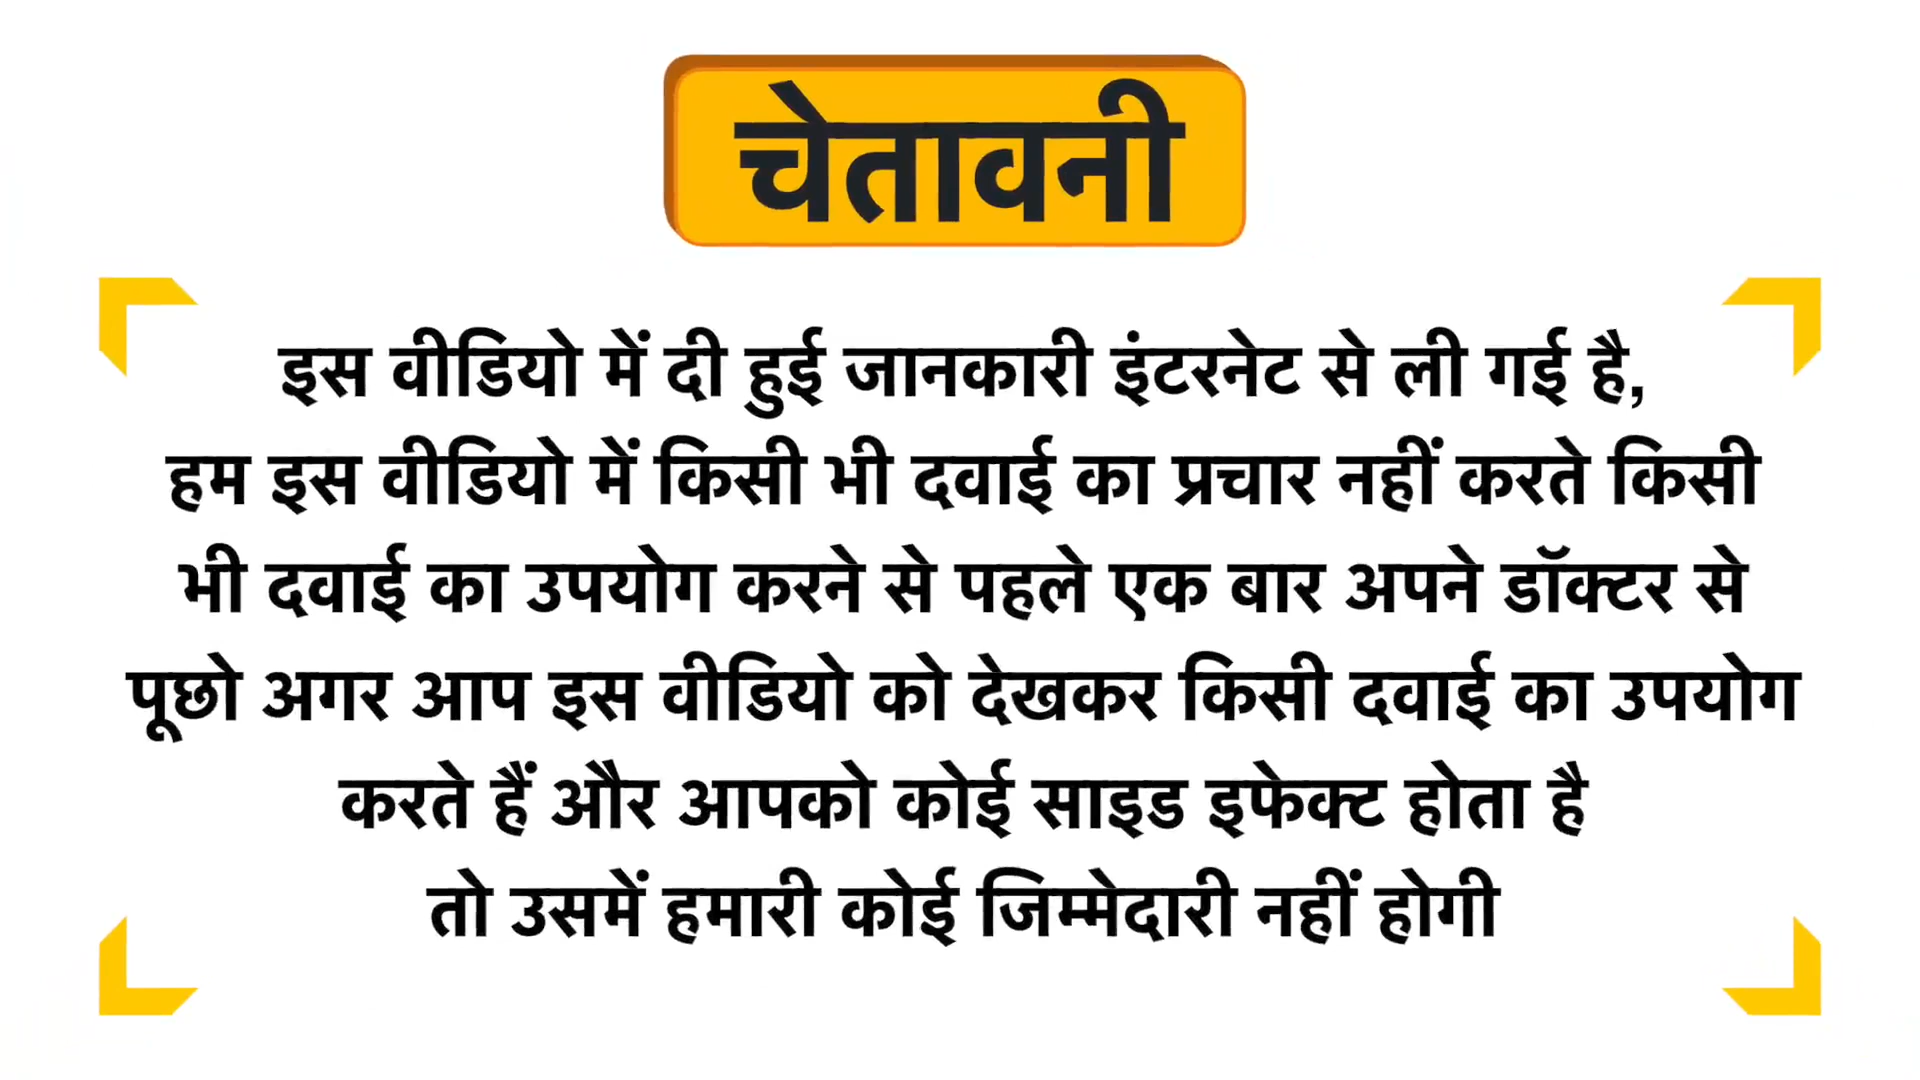 चेतावनी
इस वीडियो में दी हुई जानकारी इंटरनेट से ली गई है,
हम इस वीडियो में किसी भी दवाई का प्रचार नहीं करते किसी
भी दवाई का उपयोग करने से पहले एक बार अपने डॉक्टर से
पूछो अगर आप इस वीडियो को देखकर किसी दवाई का उपयोग
करते हैं और आपको कोई साइड इफेक्ट होता है
तो उसमें हमारी कोई जिम्मेदारी नहीं होगी